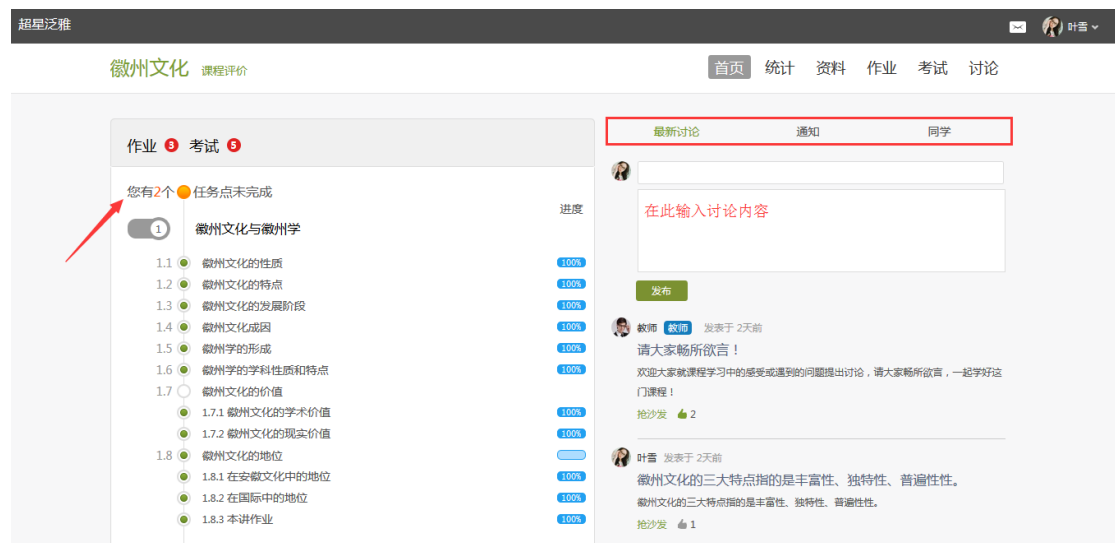 超星泛雅
叶雪
徽州文化 课程评价
首页 统计 资料 作业 考试 讨论
作业 3 考试 5
您有2个 任务点未完成
进度
1 徽州文化与徽州学
1.1 徽州文化的性质 100%
1.2 徽州文化的特点 100%
1.3 徽州文化的发展阶段 100%
1.4 徽州文化成因 100%
1.5 徽州学的形成 100%
1.6 徽州学的学科性质和特点 100%
1.7 徽州文化的价值
1.7.1 徽州文化的学术价值 100%
1.7.2 徽州文化的现实价值 100%
1.8 徽州文化的地位
1.8.1 在安徽文化中的地位 100%
1.8.2 在国际中的地位 100%
1.8.3 本讲作业 100%
最新讨论 通知 同学
在此输入讨论内容
发布
教师 教师 发表于 2天前
请大家畅所欲言！
欢迎大家就课程学习中的感受或遇到的问题提出讨论，请大家畅所欲言，一起学好这
门课程！
抢沙发 2
叶雪 发表于 2天前
徽州文化的三大特点指的是丰富性、独特性、普遍性性。
徽州文化的三大特点指的是丰富性、独特性、普遍性性。
抢沙发 1